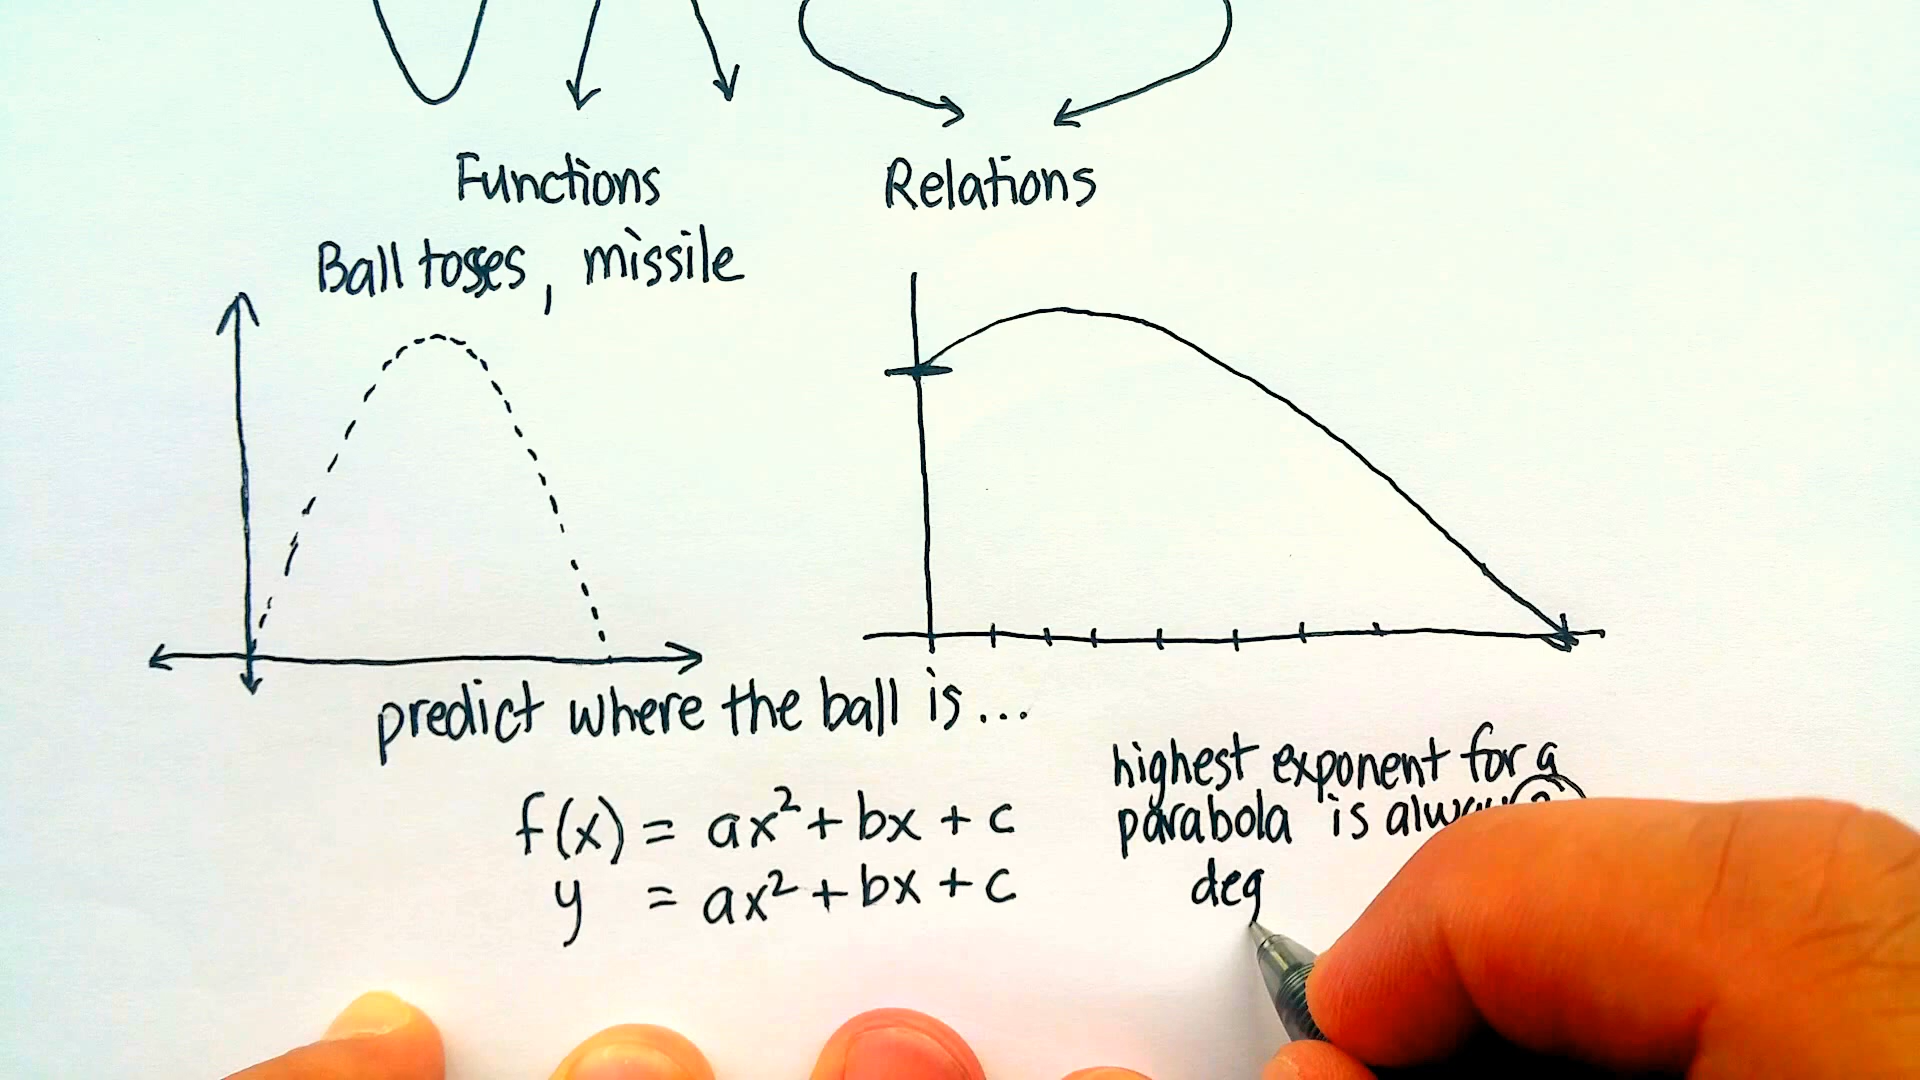 Functions
Relations
Ball tosses, missile
predict where the ball is...
f(x) = ax² + bx + c
y = ax² + bx + c
highest exponent for a
parabola is
deg